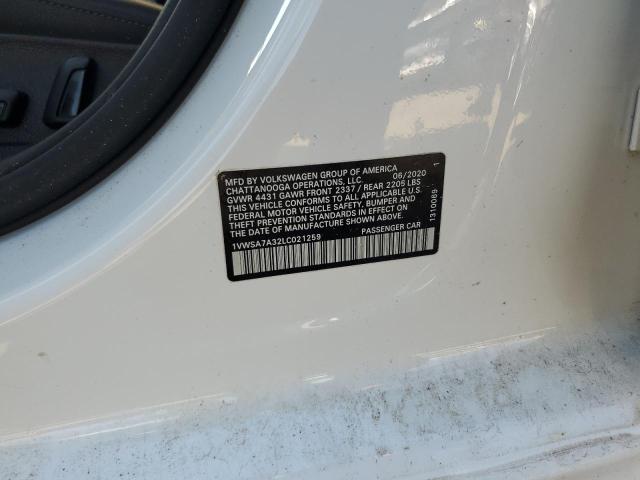 MFD BY VOLKSWAGEN GROUP OF AMERICA
CHATTANOOGA OPERATIONS, LLC. 06/2020
GVWR 4431 GAWR FRONT 2337 / REAR 2205 LBS
THIS VEHICLE CONFORMS TO ALL APPLICABLE
FEDERAL MOTOR VEHICLE SAFETY, BUMPER, AND
THEFT PREVENTION STANDARDS IN EFFECT ON
THE DATE OF MANUFACTURE SHOWN ABOVE.
1VWSA7A32LC021259 PASSENGER CAR
1310069 1